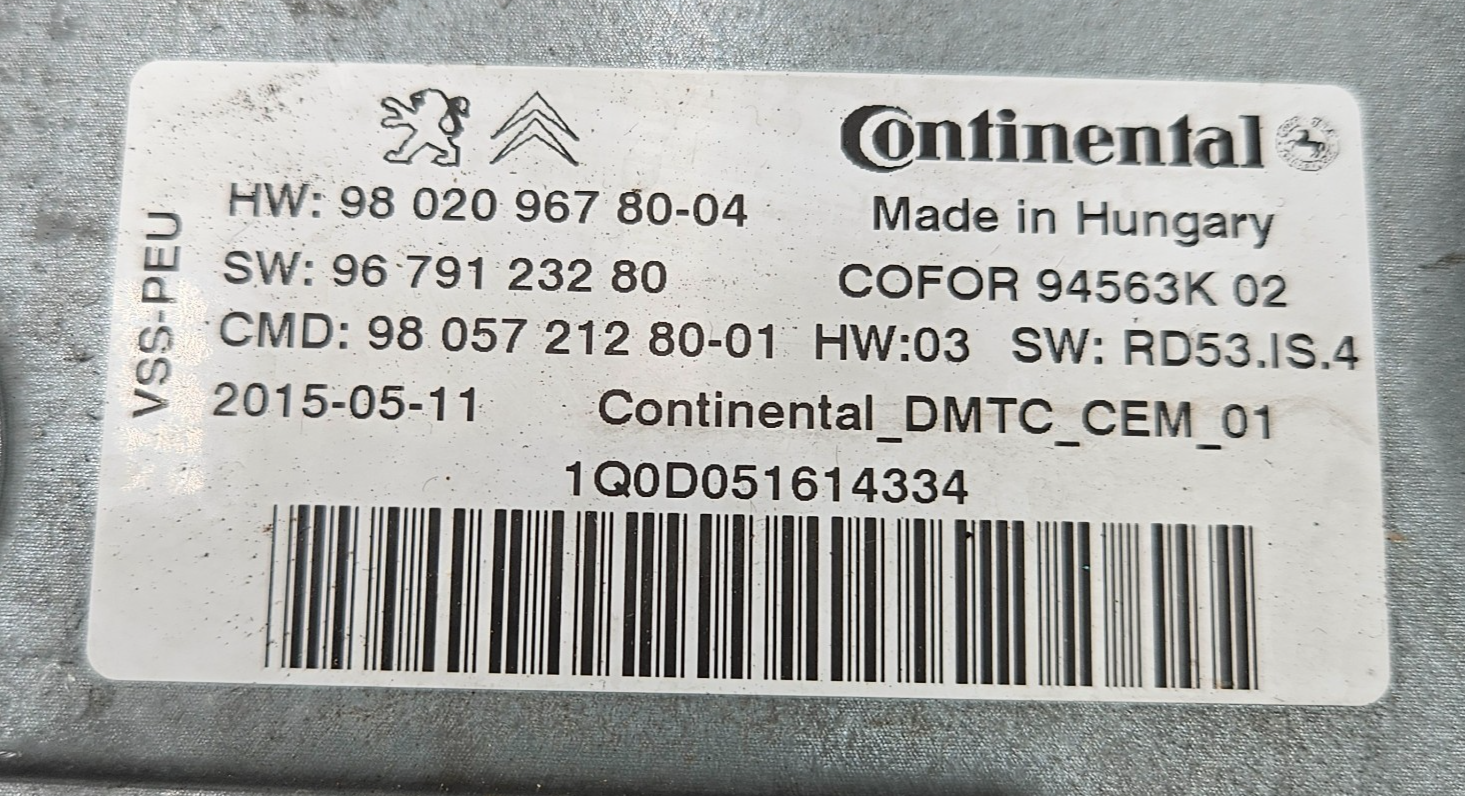 Continental
HW: 98 020 967 80-04
Made in Hungary
SW: 96 791 232 80
COFOR 94563K 02
CMD: 98 057 212 80-01 HW:03 SW: RD53.IS.4
2015-05-11 Continental_DMTC_CEM_01
1Q0D051614334
VSS-PEU